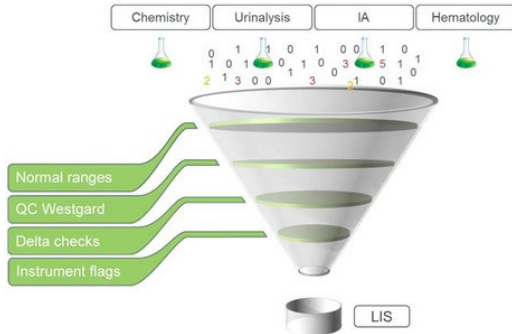 Chemistry
Urinalysis
IA
Hematology
Normal ranges
QC Westgard
Delta checks
Instrument flags
LIS